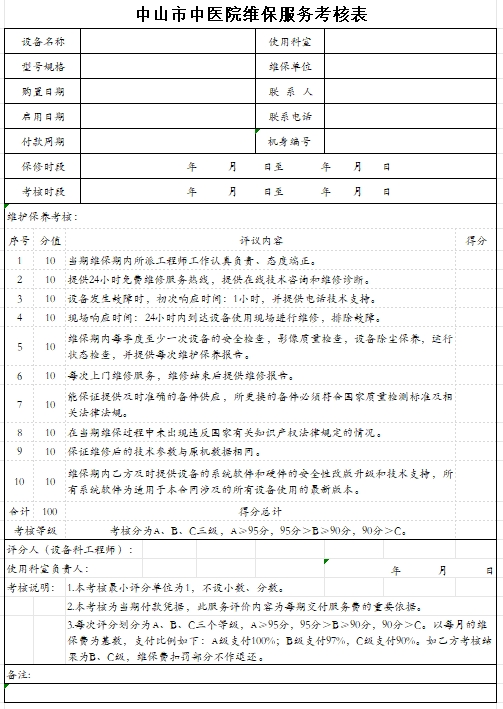 中山市中医院维保服务考核表
设备名称 使用科室
型号规格 维保单位
购置日期 联 系 人
启用日期 联系电话
付款周期 机身编号
保修时段 年 月 日至 年 月 日
考核时段 年 月 日至 年 月 日
维护保养考核：
序号 分值 评议内容 得分
1 10 当期维保期内所派工程师工作认真负责、态度端正。
2 10 提供24小时免费维修服务热线，提供在线技术咨询和维修诊断。
3 10 设备发生故障时，初次响应时间：1小时，并提供电话技术支持。
4 10 现场响应时间：24小时内到达设备使用现场进行维修，排除故障。
5 10 维保期内每季度至少一次设备的安全检查，影像质量检查，设备除尘保养，运行
状态检查，并提供每次维护保养报告。
6 10 每次上门维修服务，维修结束后提供维修报告。
7 10 能保证提供及时准确的备件供应，所更换的备件必须符合国家质量检测标准及相
关法律法规。
8 10 在当期维保过程中未出现违反国家有关知识产权法律规定的情况。
9 10 保证维修后的技术参数与原机数据相同。
10 10 维保期内乙方及时提供设备的系统软件和硬件的安全性改版升级和技术支持，所
有系统软件为适用于本合同涉及的所有设备使用的最新版本。
合计 100 得分总计
考核等级 考核分为A、B、C三级，A≥95分，95分>B≥90分，90分>C。
评分人（设备科工程师）：
使用科室负责人： 年 月 日
考核说明： 1.本考核最小评分单位为1，不设小数、分数。
2.本考核为当期付款凭据，此服务评价内容为每期支付服务费的重要依据。
3.每次评分划分为A、B、C三个等级，A≥95分，95分>B≥90分，90分>C。以每月的维
保费为基数，支付比例如下：A级支付100%；B级支付97%，C级支付90%。如乙方考核结
果为B、C级，维保费扣罚部分不作退还。
备注：